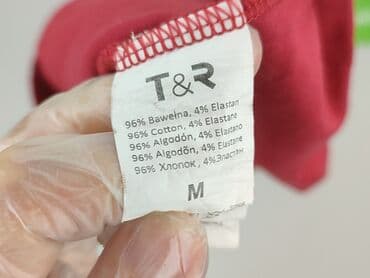 T&R
96% Bawełna, 4% Elastan
96% Cotton, 4% Elastane
96% Algodón, 4% Elastano
96% Algodõn, 4% Elastane
96% Хлопок, 4%Эластан
M